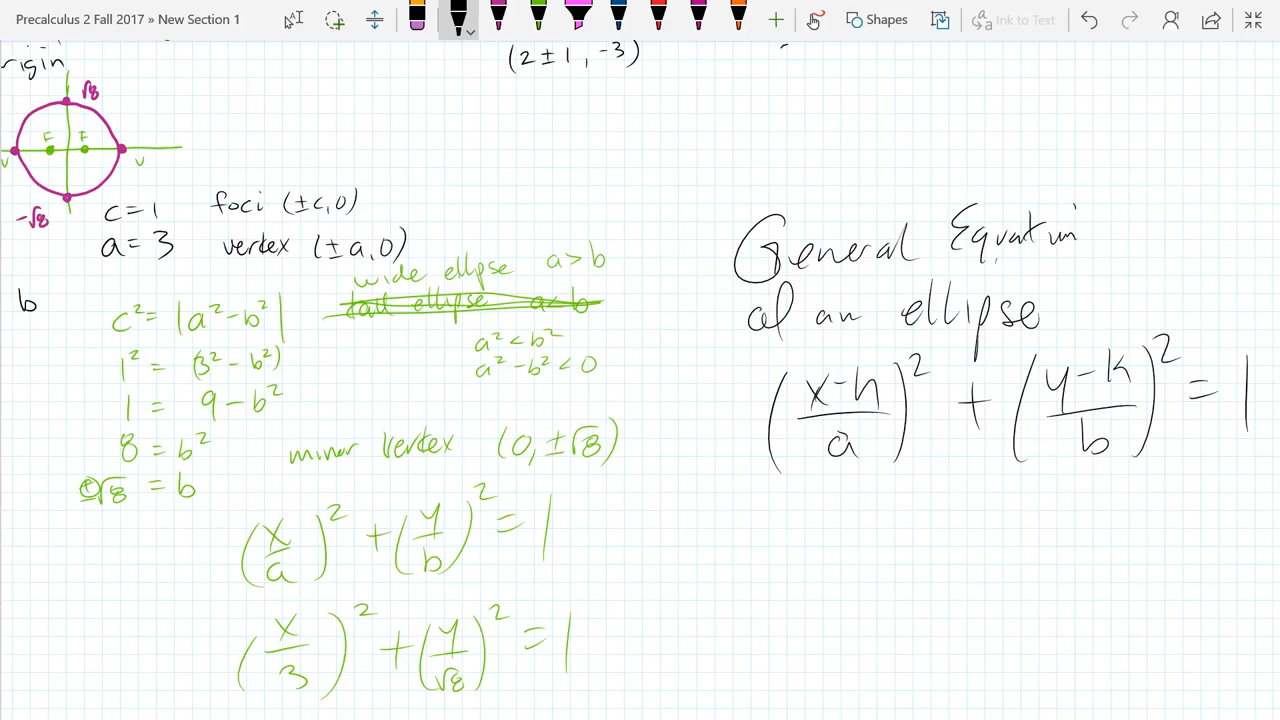 Precalculus 2 Fall 2017 » New Section 1
Shapes
Ink to Text
rigin
(2 ± 1, -3)
√8
F F
V V
-√8
c = 1 foci (±c, 0)
a = 3 vertex (±a, 0)
wide ellipse a > b
tall ellipse a < b
b
c² = |a² - b²|
a² < b²
a² - b² < 0
1² = (3² - b²)
1 = 9 - b²
8 = b²
minor vertex (0, ±√8)
±√8 = b
(x/a)² + (y/b)² = 1
(x/3)² + (y/√8)² = 1
General Equation
of an ellipse
((x-h)/a)² + ((y-k)/b)² = 1